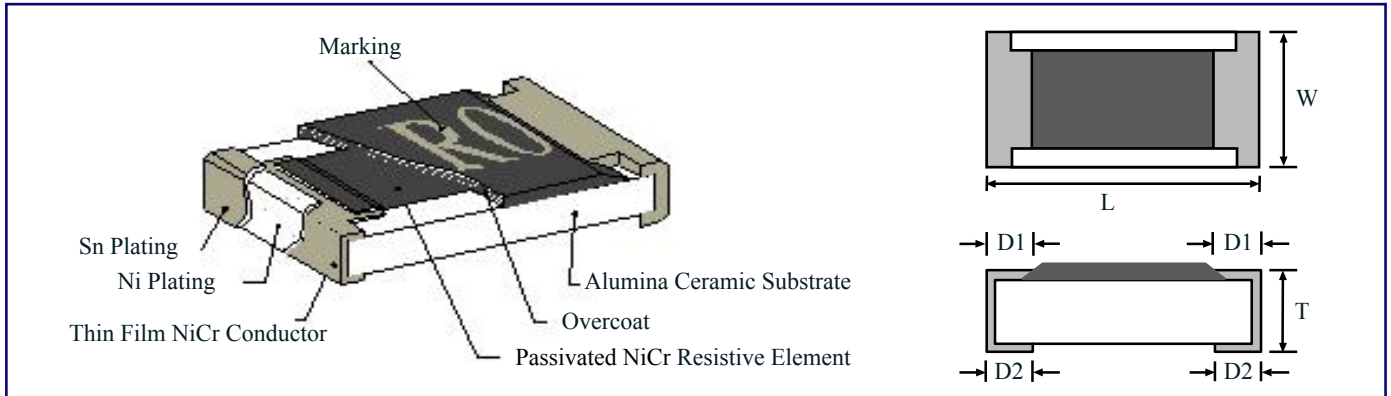 Marking
RO
Sn Plating
Ni Plating
Thin Film NiCr Conductor
Alumina Ceramic Substrate
Overcoat
Passivated NiCr Resistive Element
W
L
D1
D1
T
D2
D2